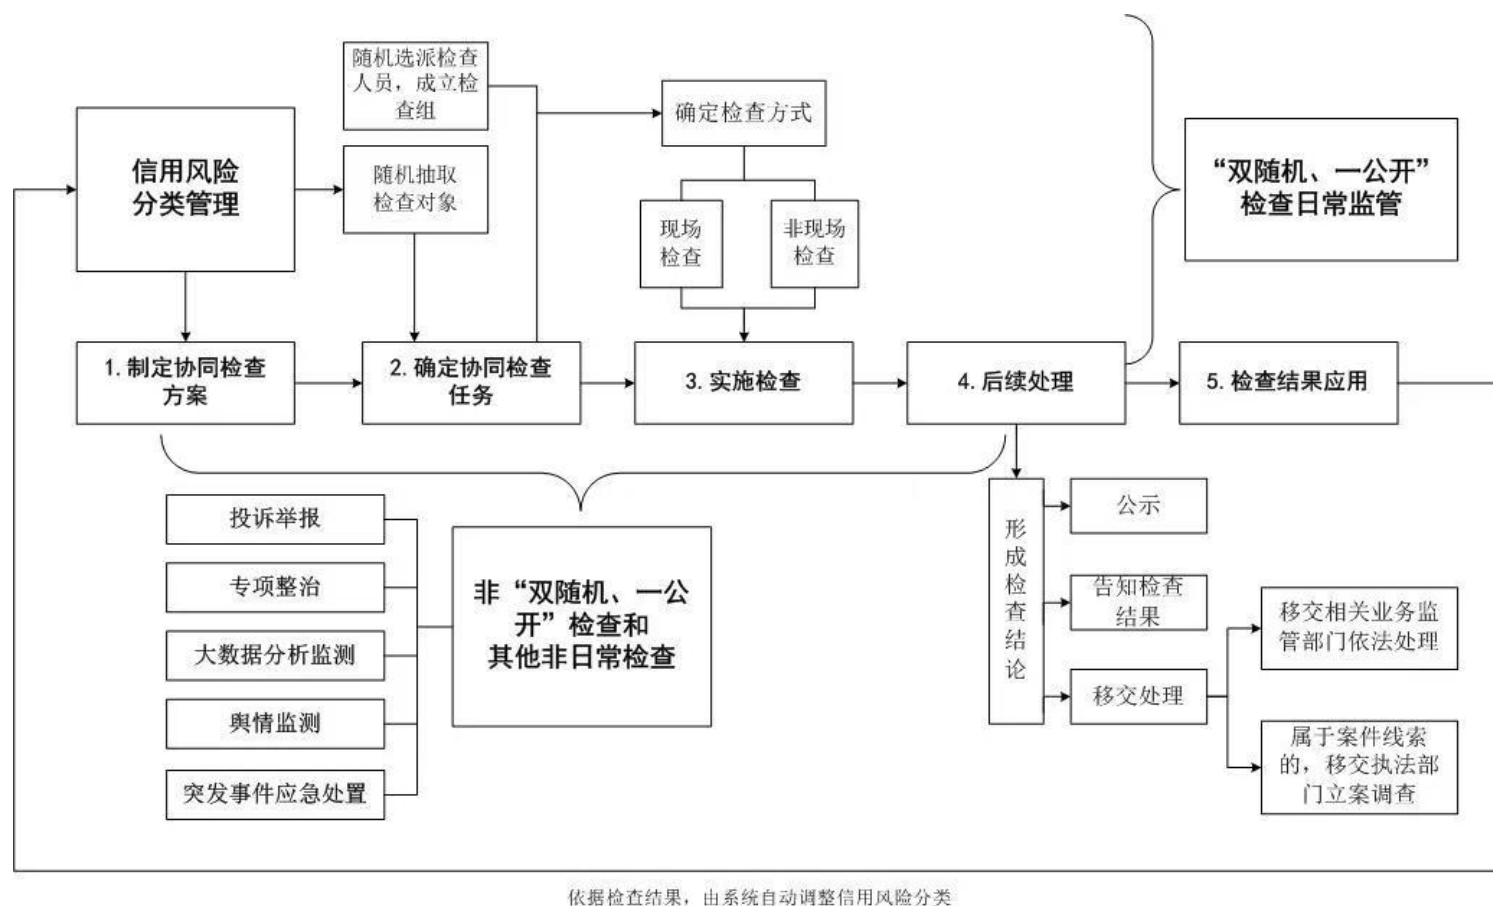 随机选派检查
人员，成立检
查组
确定检查方式
信用风险
分类管理
随机抽取
检查对象
“双随机、一公开”
检查日常监管
现场
检查
非现场
检查
1.制定协同检查
方案
2.确定协同检查
任务
3.实施检查
4.后续处理
5.检查结果应用
投诉举报
专项整治
大数据分析监测
舆情监测
突发事件应急处置
非“双随机、一公
开”检查和
其他非日常检查
形成检查结论
公示
告知检查
结果
移交处理
移交相关业务监
管部门依法处理
属于案件线索
的，移交执法部
门立案调查
依据检查结果，由系统自动调整信用风险分类